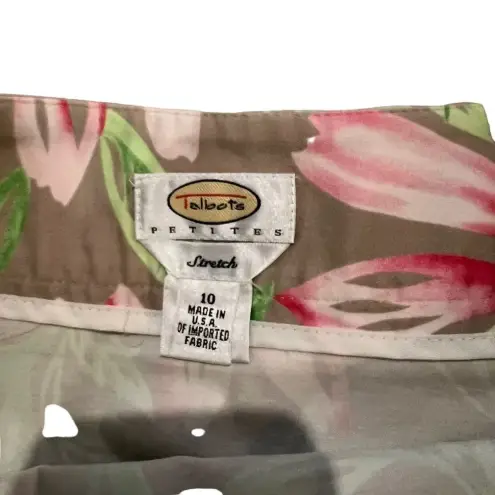 Talbots
PETITES
Stretch
10
MADE IN
U.S.A.
OF IMPORTED
FABRIC